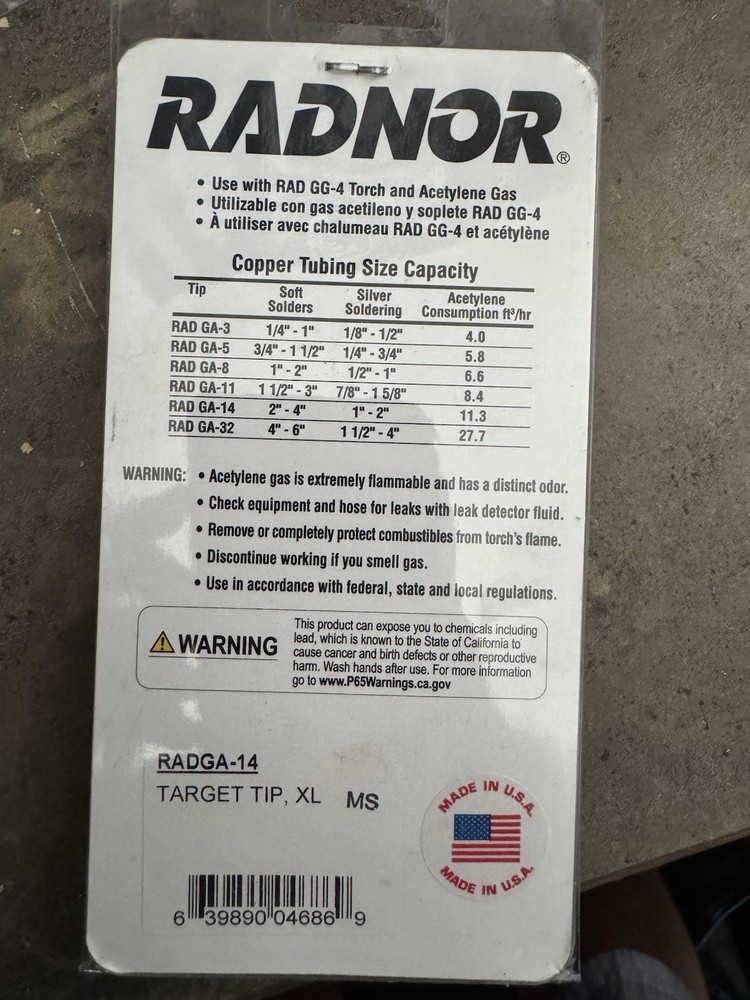 RADNOR®
• Use with RAD GG-4 Torch and Acetylene Gas
• Utilizable con gas acetileno y soplete RAD GG-4
• À utiliser avec chalumeau RAD GG-4 et acétylène
Copper Tubing Size Capacity
Tip Soft Solders Silver Soldering Acetylene Consumption ft³/hr
RAD GA-3 1/4" - 1" 1/8" - 1/2" 4.0
RAD GA-5 3/4" - 1 1/2" 1/4" - 3/4" 5.8
RAD GA-8 1" - 2" 1/2" - 1" 6.6
RAD GA-11 1 1/2" - 3" 7/8" - 1 5/8" 8.4
RAD GA-14 2" - 4" 1" - 2" 11.3
RAD GA-32 4" - 6" 1 1/2" - 4" 27.7
WARNING: • Acetylene gas is extremely flammable and has a distinct odor.
• Check equipment and hose for leaks with leak detector fluid.
• Remove or completely protect combustibles from torch's flame.
• Discontinue working if you smell gas.
• Use in accordance with federal, state and local regulations.
WARNING
This product can expose you to chemicals including
lead, which is known to the State of California to
cause cancer and birth defects or other reproductive
harm. Wash hands after use. For more information
go to www.P65Warnings.ca.gov
RADGA-14
TARGET TIP, XL MS
MADE IN U.S.A.
MADE IN U.S.A.
6 39890 04686 9